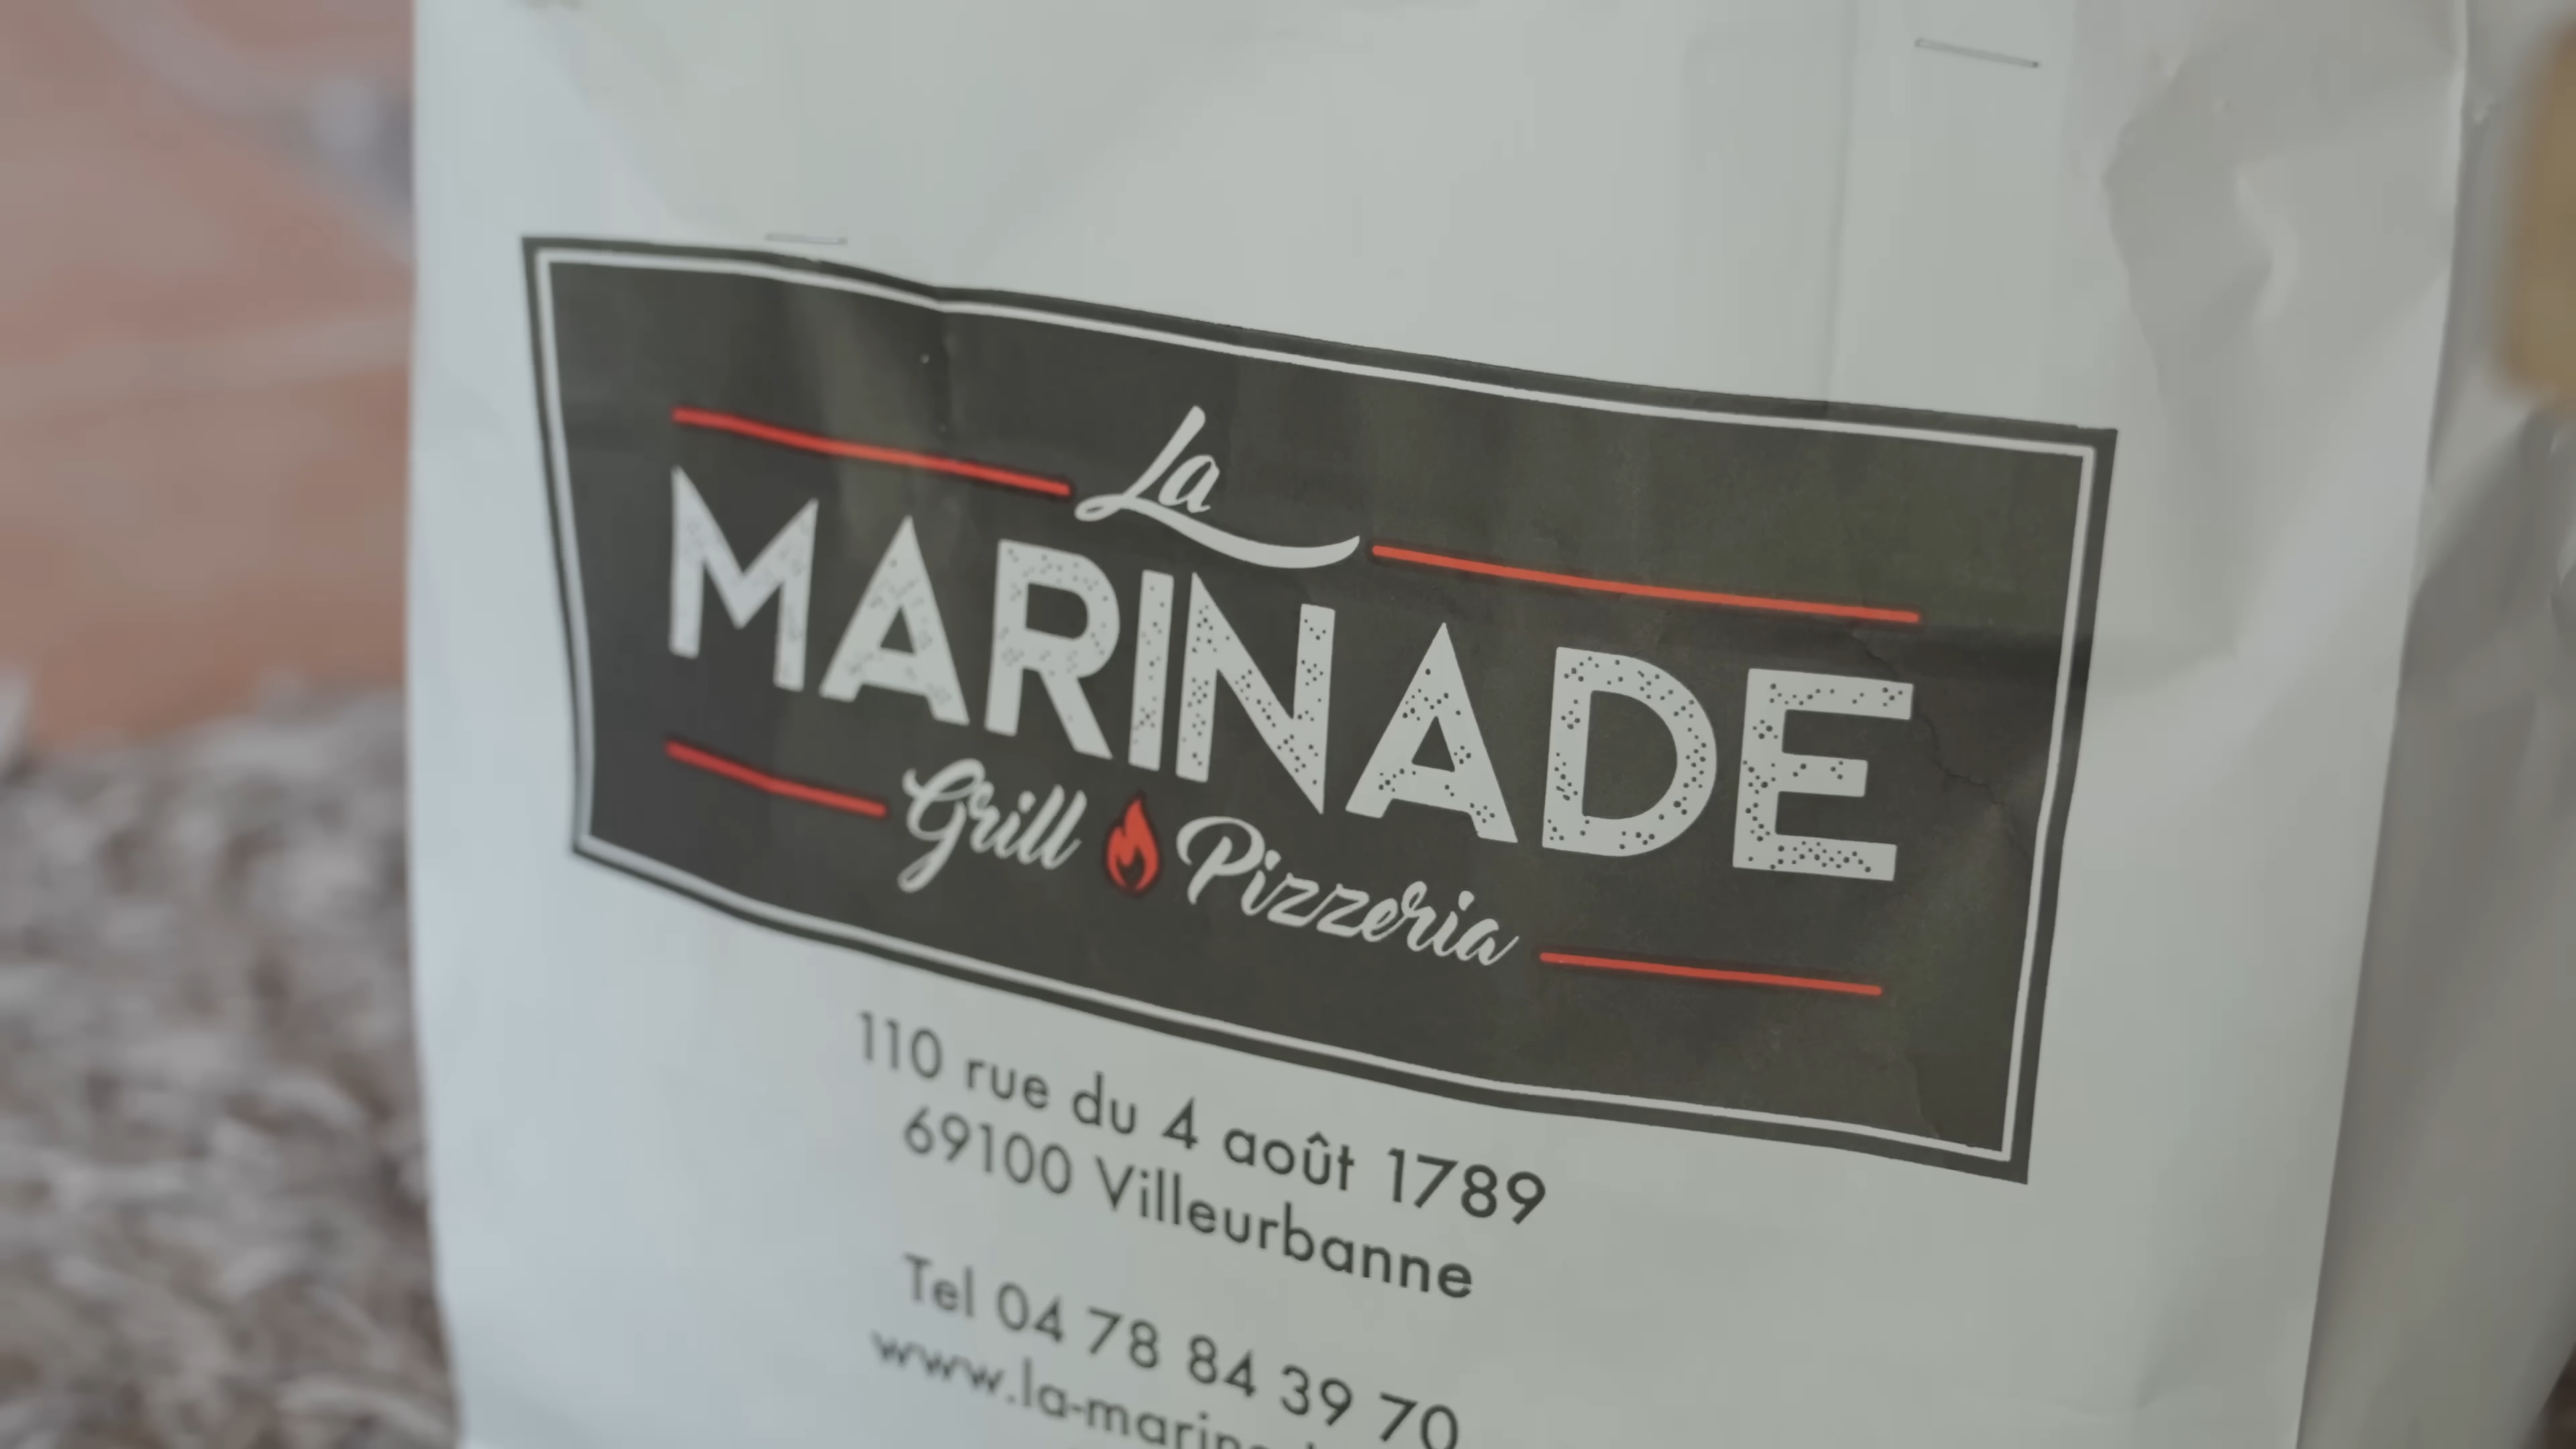 La
MARINADE
Grill Pizzeria
110 rue du 4 août 1789
69100 Villeurbanne
Tel 04 78 84 39 70